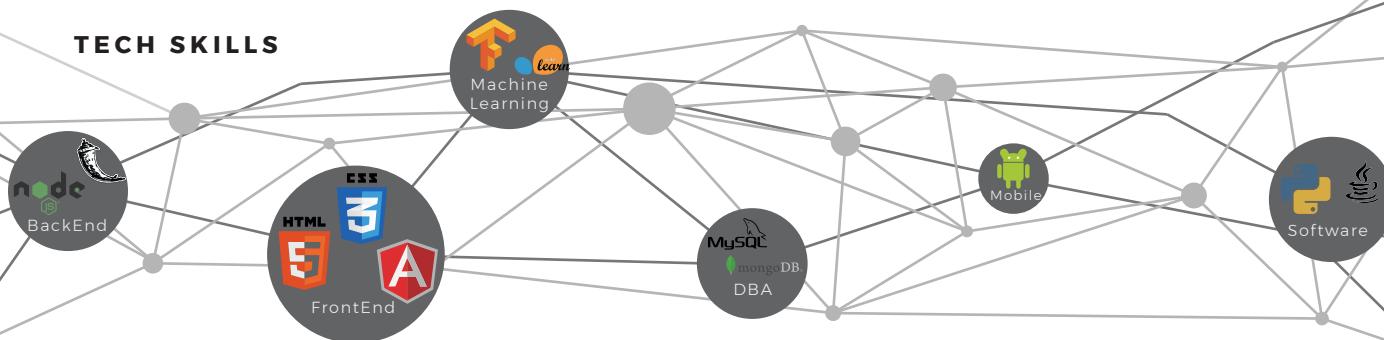 TECH SKILLS
learn
Machine
Learning
node
JS
BackEnd
HTML
5
CSS
3
A
FrontEnd
MySQL
mongoDB.
DBA
Mobile
Software